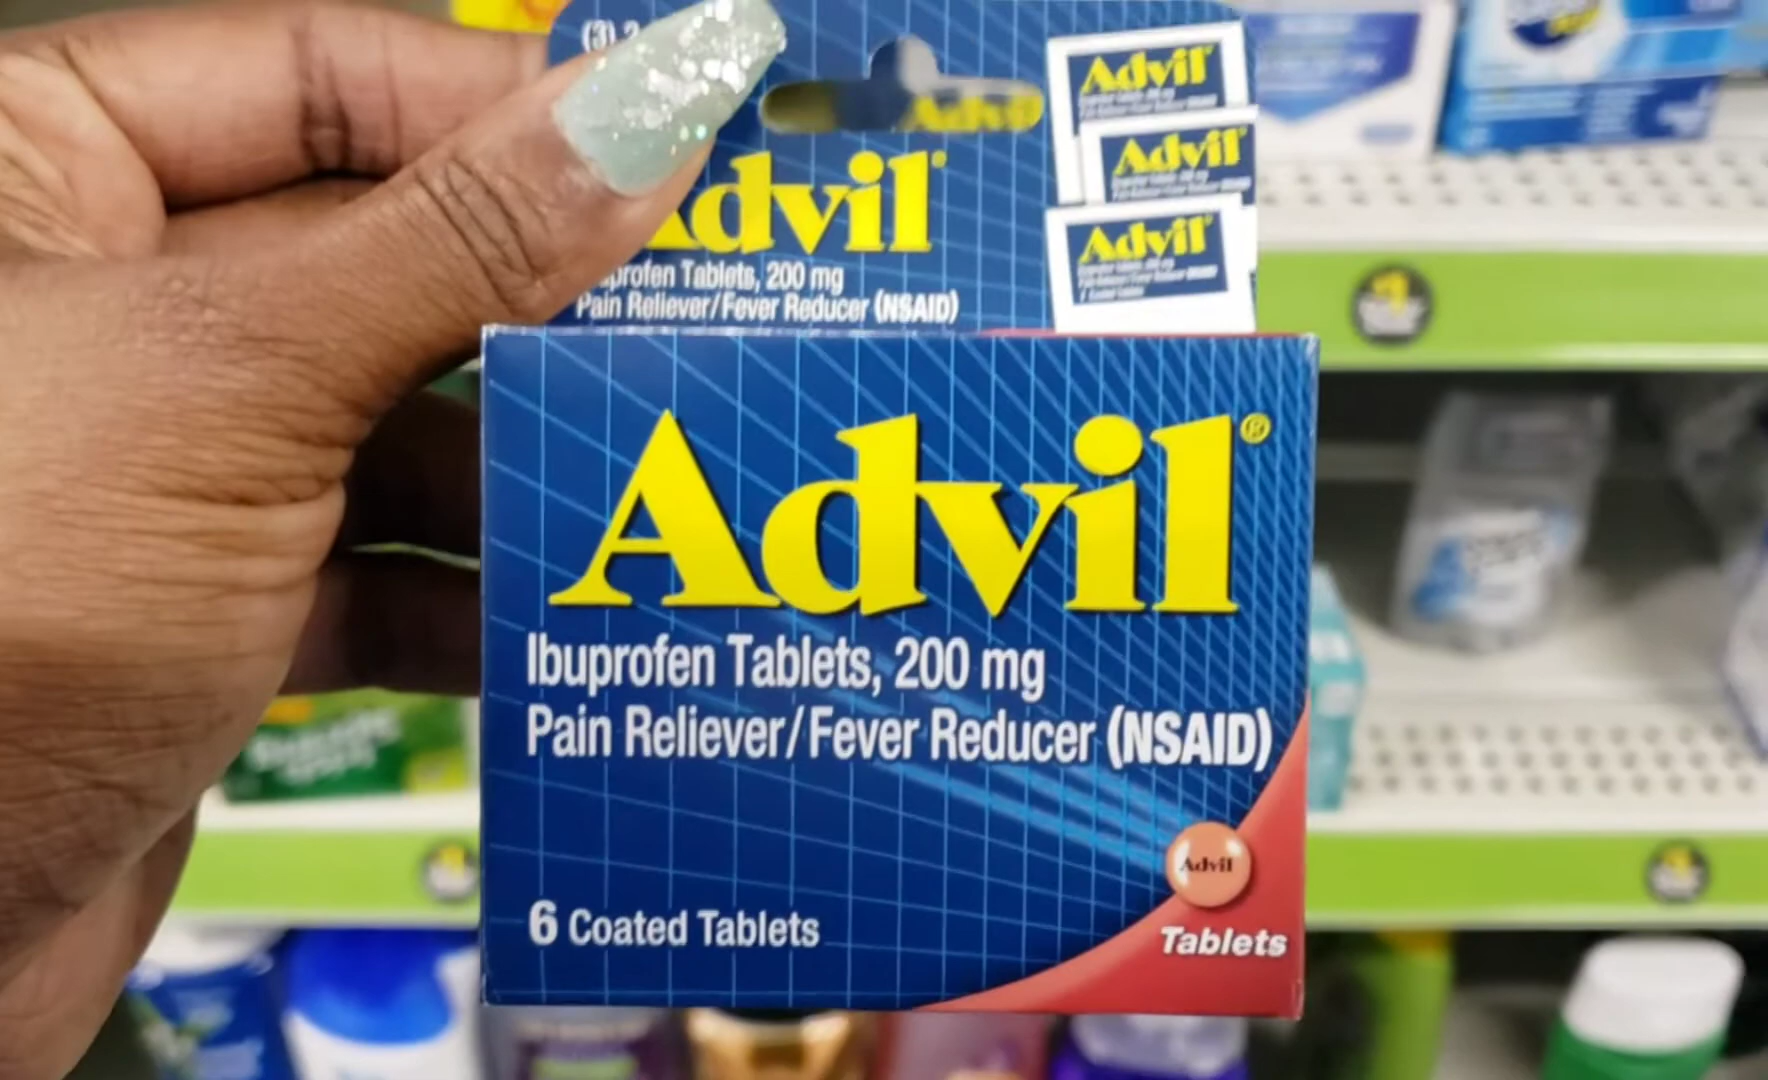 (3)
Advil
Advil
Advil
Advil
Advil
Tablets, 200 mg
Pain Reliever/Fever Reducer (NSAID)
Advil®
Ibuprofen Tablets, 200 mg
Pain Reliever/Fever Reducer (NSAID)
Advil
6 Coated Tablets
Tablets